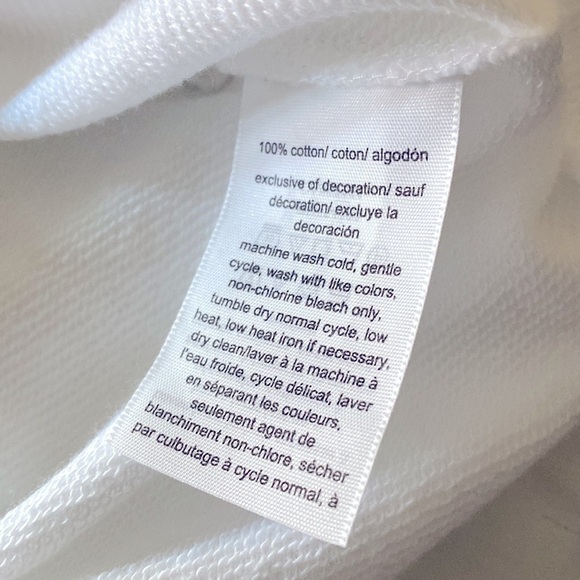 100% cotton/ coton/ algodón
exclusive of decoration/ sauf
décoration/ excluye la
decoración
machine wash cold, gentle
cycle, wash with like colors,
non-chlorine bleach only,
tumble dry normal cycle, low
heat, low heat iron if necessary,
dry clean/laver à la machine à
l'eau froide, cycle délicat, laver
en séparant les couleurs,
seulement agent de
blanchiment non-chlore, sécher
par culbutage à cycle normal, à